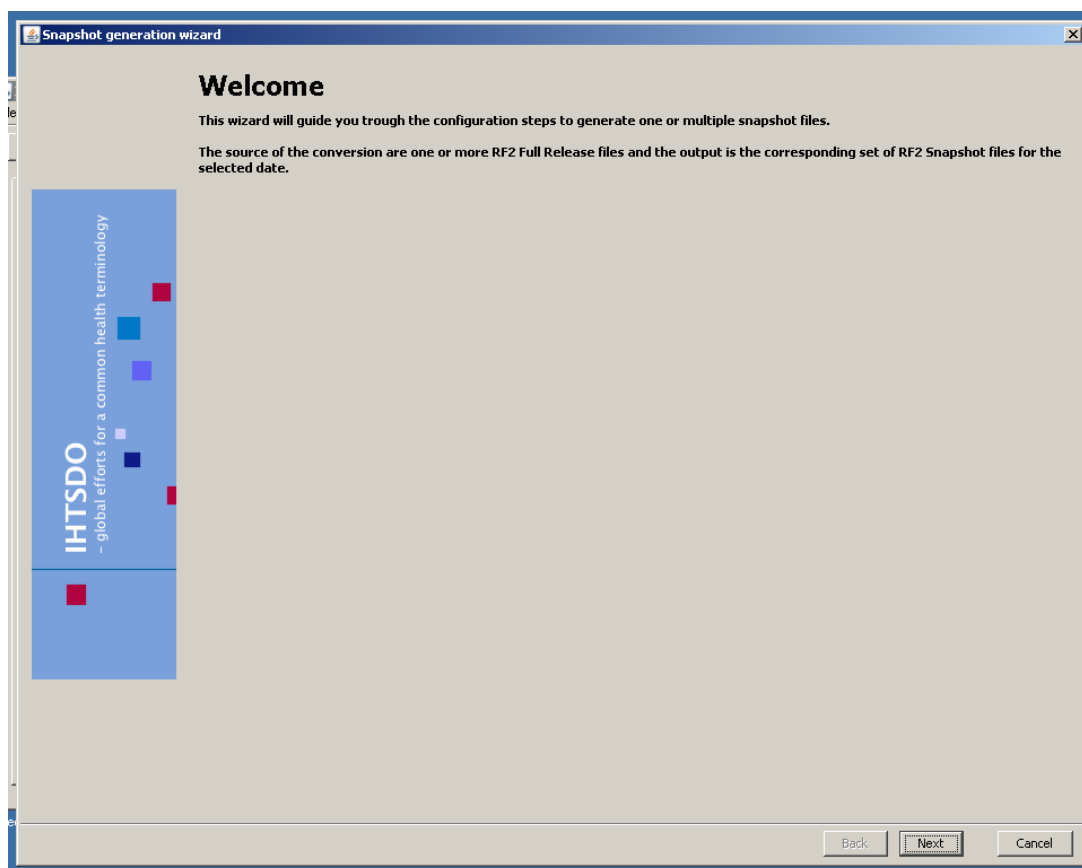 Snapshot generation wizard
Welcome
This wizard will guide you trough the configuration steps to generate one or multiple snapshot files.
The source of the conversion are one or more RF2 Full Release files and the output is the corresponding set of RF2 Snapshot files for the
selected date.
IHTSDO
– global efforts for a common health terminology
Back
Next
Cancel